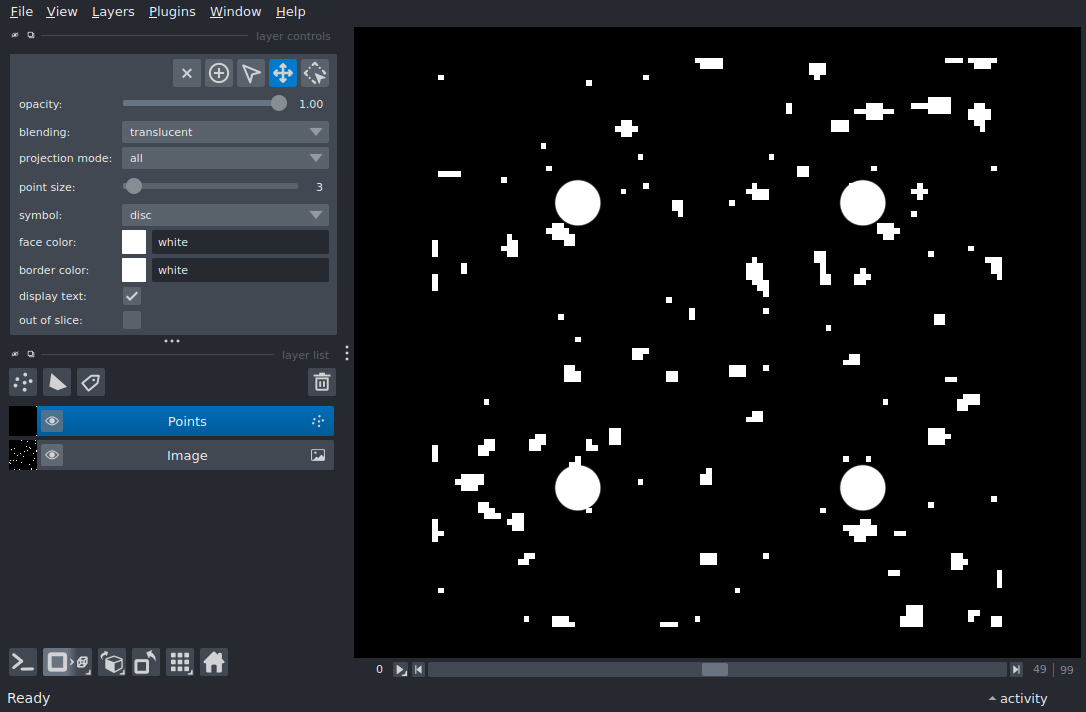 File View Layers Plugins Window Help
layer controls
opacity: 1.00
blending: translucent
projection mode: all
point size: 3
symbol: disc
face color: white
border color: white
display text:
out of slice:
layer list
Points
Image
0 49 99
Ready activity